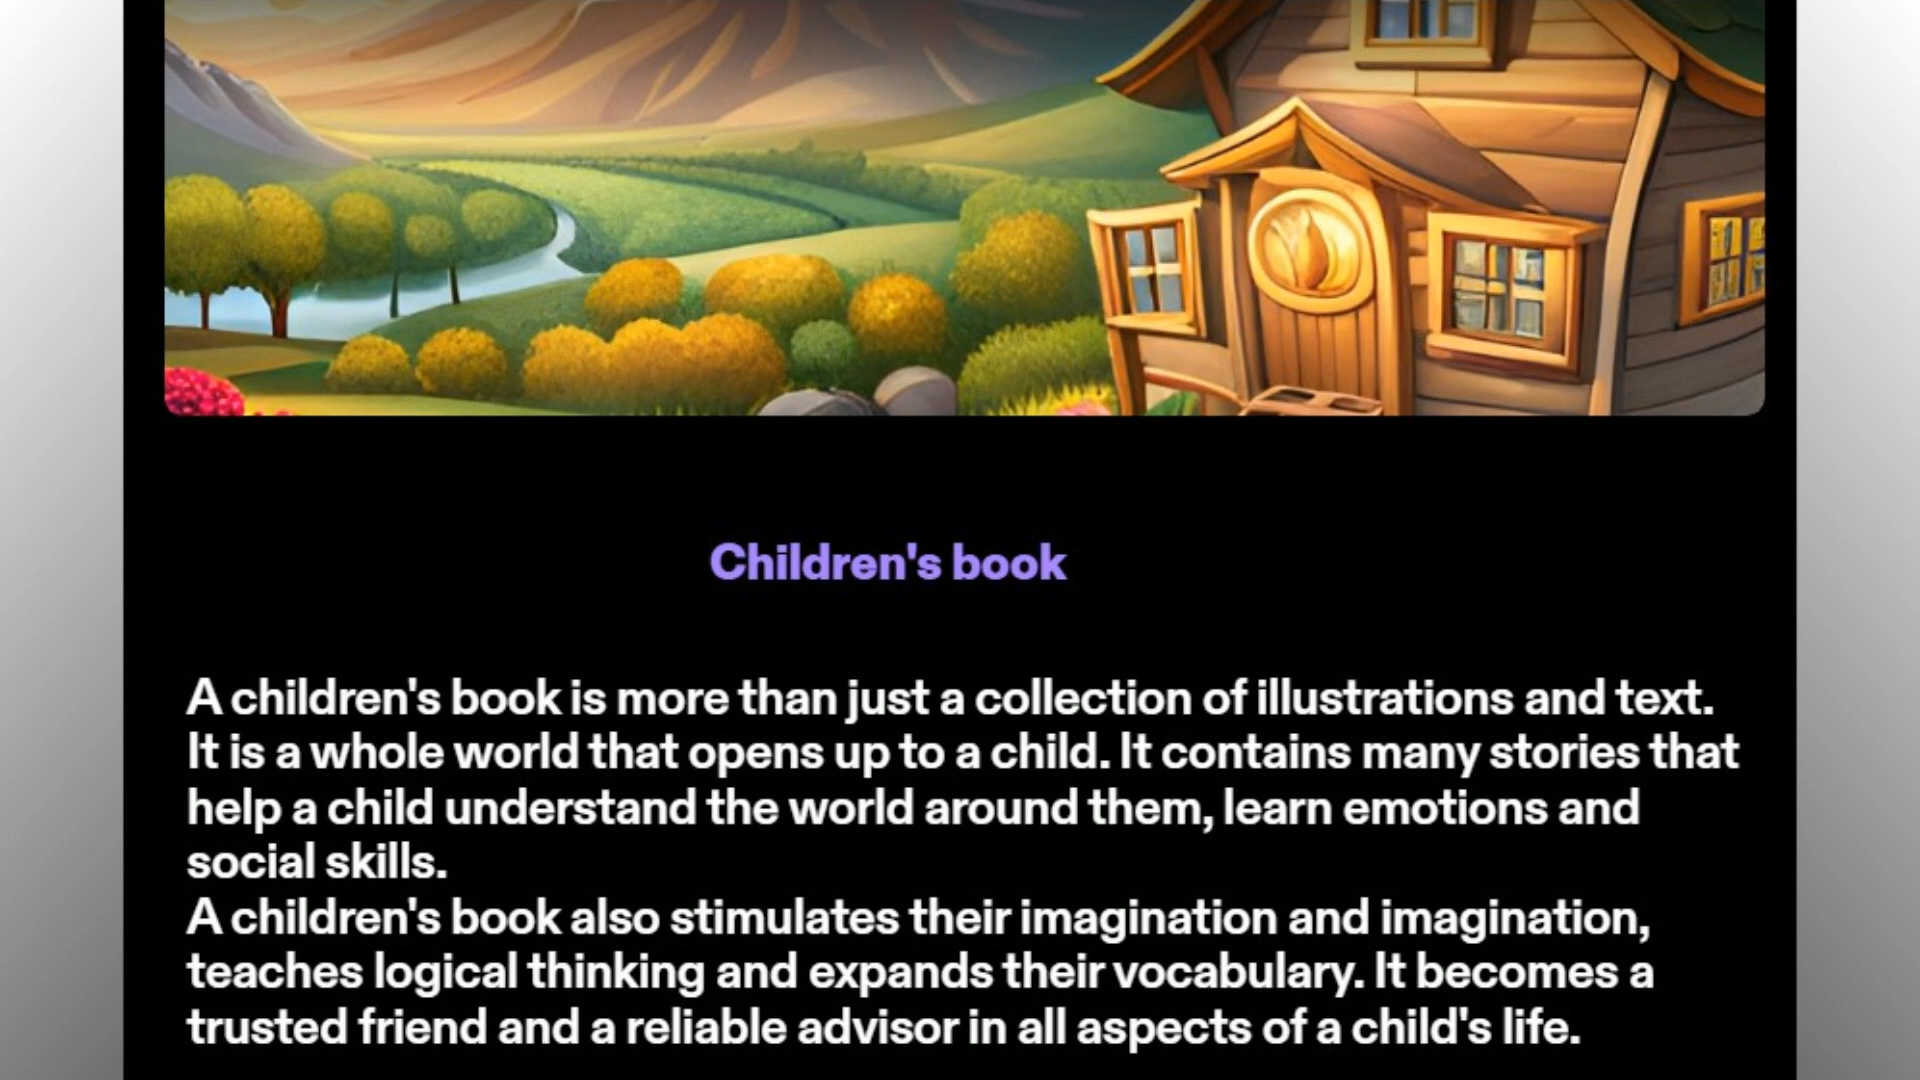 Children's book
A children's book is more than just a collection of illustrations and text.
It is a whole world that opens up to a child. It contains many stories that
help a child understand the world around them, learn emotions and
social skills.
A children's book also stimulates their imagination and imagination,
teaches logical thinking and expands their vocabulary. It becomes a
trusted friend and a reliable advisor in all aspects of a child's life.